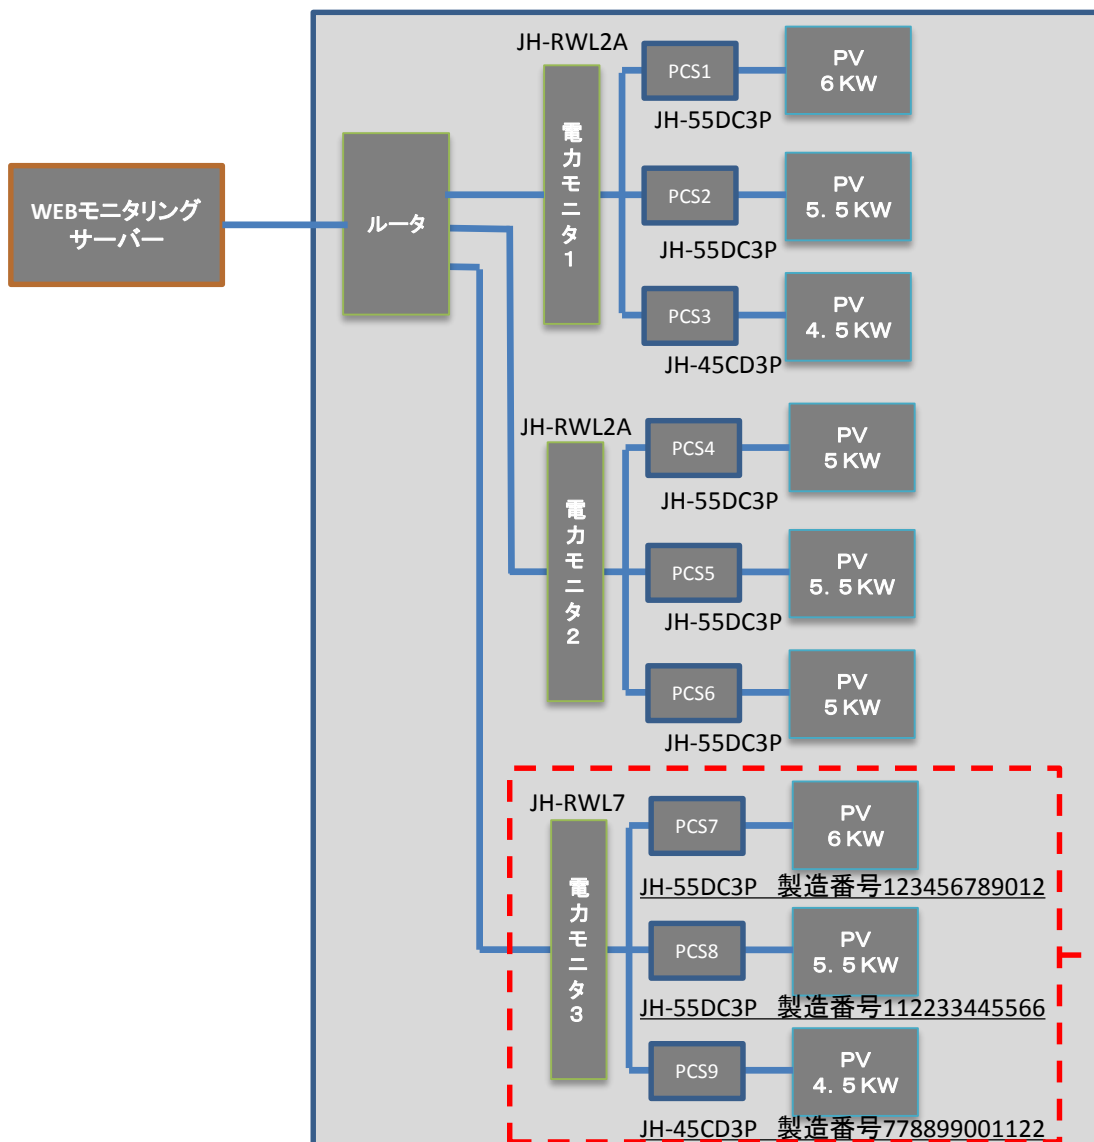 WEBモニタリング
サーバー
ルータ
JH-RWL2A
電力モニタ１
PCS1
JH-55DC3P
PV
６KW
PCS2
JH-55DC3P
PV
５．５KW
PCS3
JH-45CD3P
PV
４．５KW
JH-RWL2A
電力モニタ２
PCS4
JH-55DC3P
PV
５KW
PCS5
JH-55DC3P
PV
５．５KW
PCS6
JH-55DC3P
PV
５KW
JH-RWL7
電力モニタ３
PCS7
PV
６KW
JH-55DC3P　製造番号123456789012
PCS8
PV
５．５KW
JH-55DC3P　製造番号112233445566
PCS9
PV
４．５KW
JH-45CD3P　製造番号778899001122